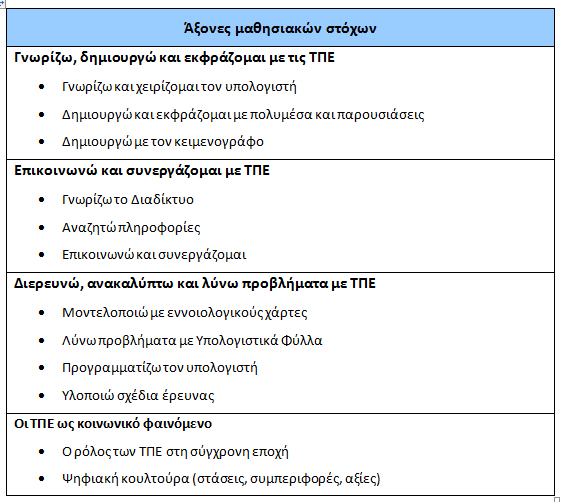 Άξονες μαθησιακών στόχων
Γνωρίζω, δημιουργώ και εκφράζομαι με τις ΤΠΕ
• Γνωρίζω και χειρίζομαι τον υπολογιστή
• Δημιουργώ και εκφράζομαι με πολυμέσα και παρουσιάσεις
• Δημιουργώ με τον κειμενογράφο
Επικοινωνώ και συνεργάζομαι με ΤΠΕ
• Γνωρίζω το Διαδίκτυο
• Αναζητώ πληροφορίες
• Επικοινωνώ και συνεργάζομαι
Διερευνώ, ανακαλύπτω και λύνω προβλήματα με ΤΠΕ
• Μοντελοποιώ με εννοιολογικούς χάρτες
• Λύνω προβλήματα με Υπολογιστικά Φύλλα
• Προγραμματίζω τον υπολογιστή
• Υλοποιώ σχέδια έρευνας
Οι ΤΠΕ ως κοινωνικό φαινόμενο
• Ο ρόλος των ΤΠΕ στη σύγχρονη εποχή
• Ψηφιακή κουλτούρα (στάσεις, συμπεριφορές, αξίες)